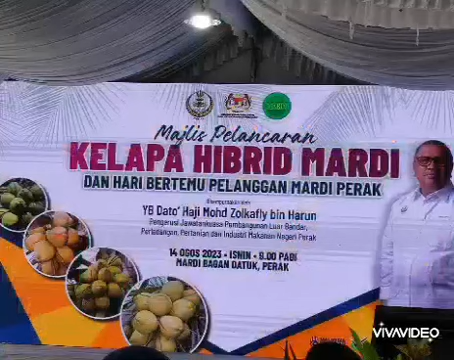 Majlis Pelancaran
KELAPA HIBRID MARDI
DAN HARI BERTEMU PELANGGAN MARDI PERAK
YB Dato' Haji Mohd Zolkafly bin Harun
Pengerusi Jawatankuasa Pembangunan Luar Bandar,
Perladangan, Pertanian dan Industri Makanan Negeri Perak
14 OGOS 2023 • ISNIN • 9.00 PAGI
MARDI BAGAN DATUK, PERAK
VIVAVIDEO